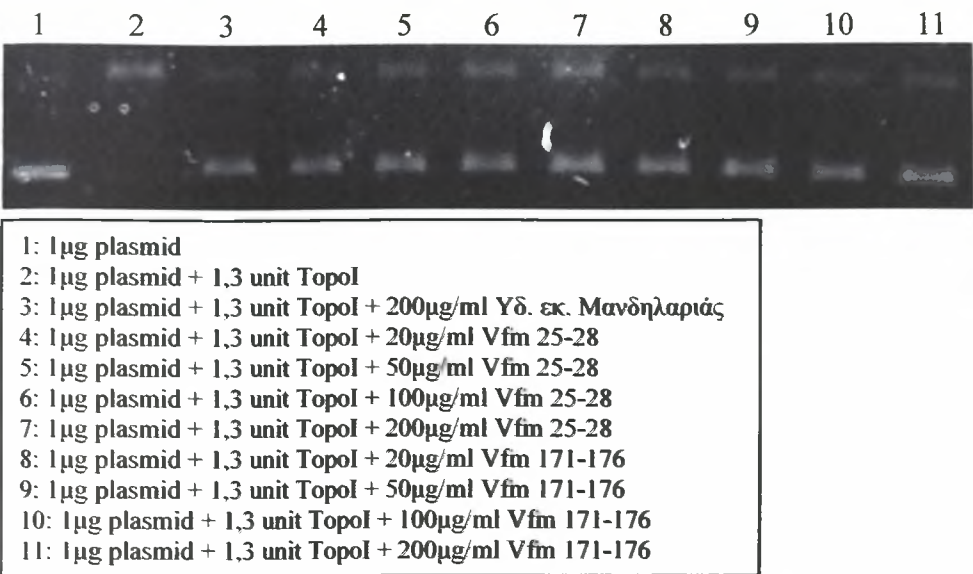 1 2 3 4 5 6 7 8 9 10 11
1: 1μg plasmid
2: 1μg plasmid + 1,3 unit TopoI
3: 1μg plasmid + 1,3 unit TopoI + 200μg/ml Υδ. εκ. Μανδηλαριάς
4: 1μg plasmid + 1,3 unit TopoI + 20μg/ml Vfm 25-28
5: 1μg plasmid + 1,3 unit TopoI + 50μg/ml Vfm 25-28
6: 1μg plasmid + 1,3 unit TopoI + 100μg/ml Vfm 25-28
7: 1μg plasmid + 1,3 unit TopoI + 200μg/ml Vfm 25-28
8: 1μg plasmid + 1,3 unit TopoI + 20μg/ml Vfm 171-176
9: 1μg plasmid + 1,3 unit TopoI + 50μg/ml Vfm 171-176
10: 1μg plasmid + 1,3 unit TopoI + 100μg/ml Vfm 171-176
11: 1μg plasmid + 1,3 unit TopoI + 200μg/ml Vfm 171-176